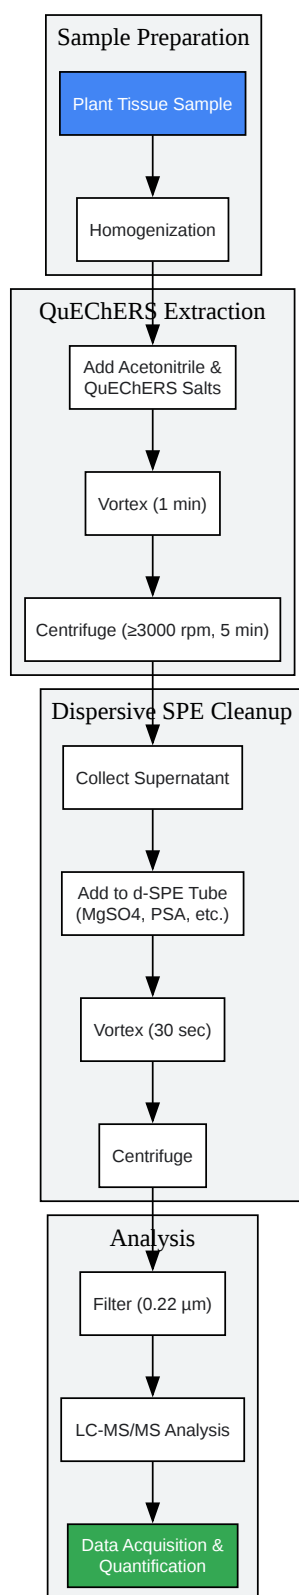 Sample Preparation
Plant Tissue Sample
Homogenization
QuEChERS Extraction
Add Acetonitrile &
QuEChERS Salts
Vortex (1 min)
Centrifuge (≥3000 rpm, 5 min)
Dispersive SPE Cleanup
Collect Supernatant
Add to d-SPE Tube
(MgSO4, PSA, etc.)
Vortex (30 sec)
Centrifuge
Analysis
Filter (0.22 µm)
LC-MS/MS Analysis
Data Acquisition &
Quantification